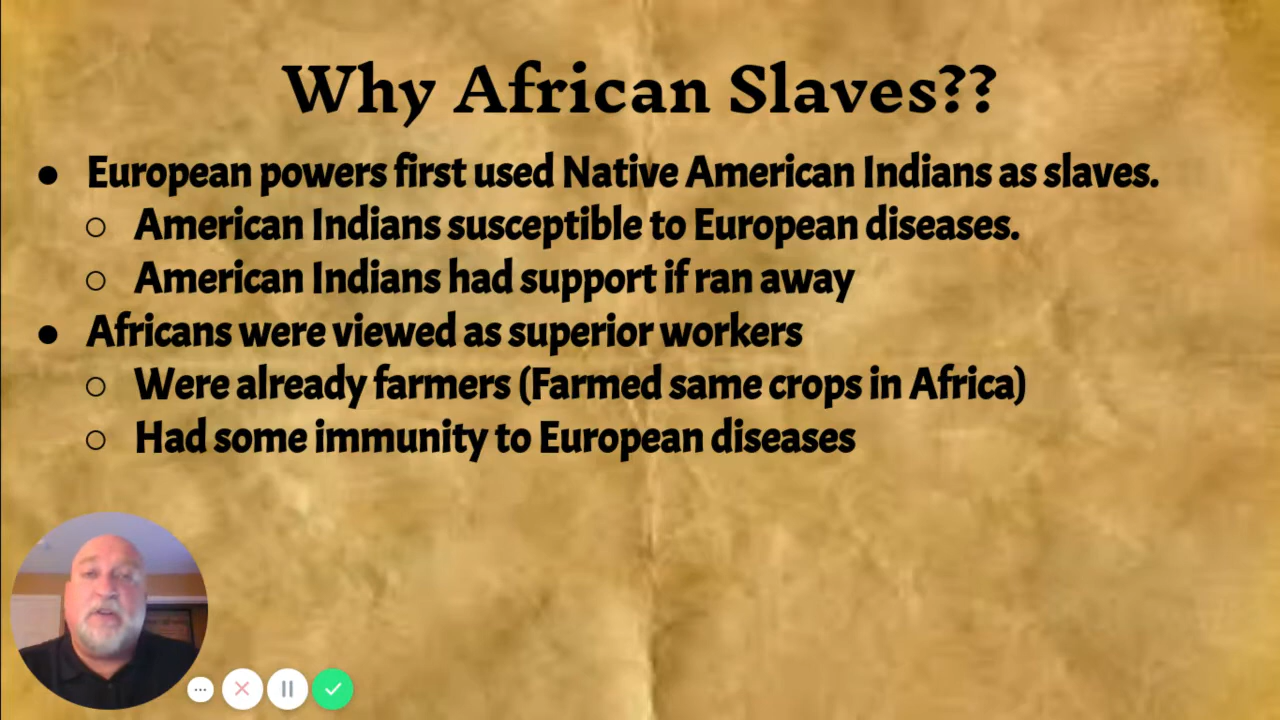 Why African Slaves??
● European powers first used Native American Indians as slaves.
○ American Indians susceptible to European diseases.
○ American Indians had support if ran away
● Africans were viewed as superior workers
○ Were already farmers (Farmed same crops in Africa)
○ Had some immunity to European diseases